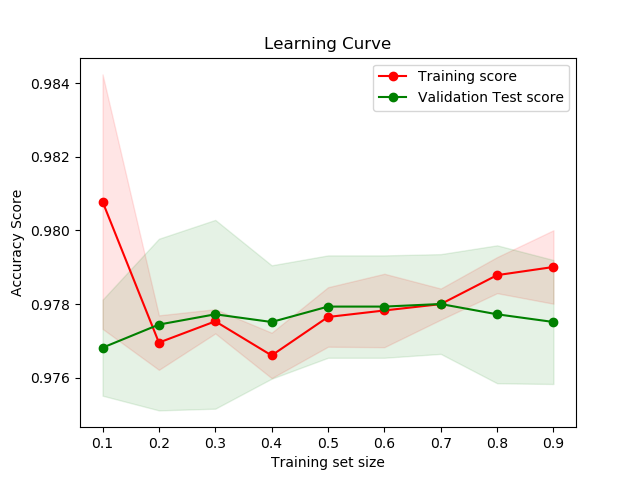 Learning Curve
Training score
Validation Test score
Accuracy Score
0.984
0.982
0.980
0.978
0.976
0.1 0.2 0.3 0.4 0.5 0.6 0.7 0.8 0.9
Training set size